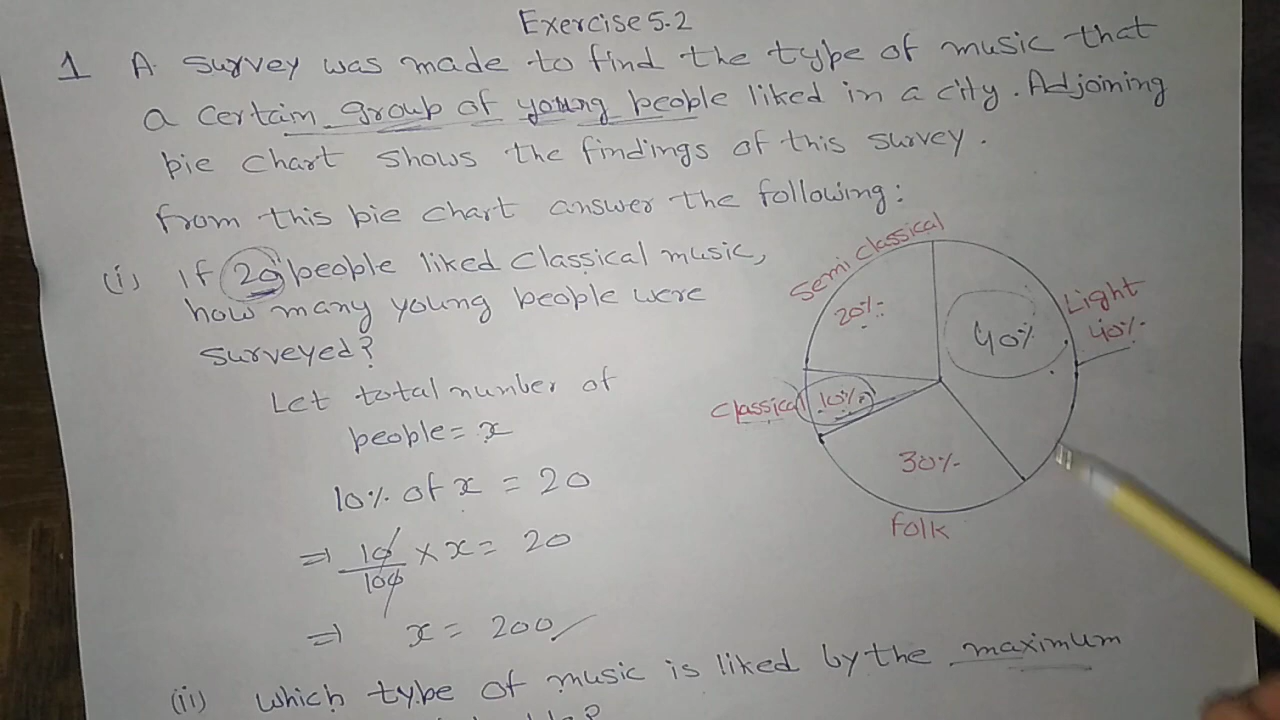 Exercise 5.2
1 A survey was made to find the type of music that
a certain group of young people liked in a city. Adjoining
pie chart shows the findings of this survey.
from this pie chart answer the following:
(i) If 20 people liked classical music,
how many young people were
surveyed?
Let total number of
people = x
10% of x = 20
⇒ 10/100 × x = 20
⇒ x = 200
(ii) which type of music is liked by the maximum
Semi classical
20%
40%
Light
40%
Classical 10%
30%
folk